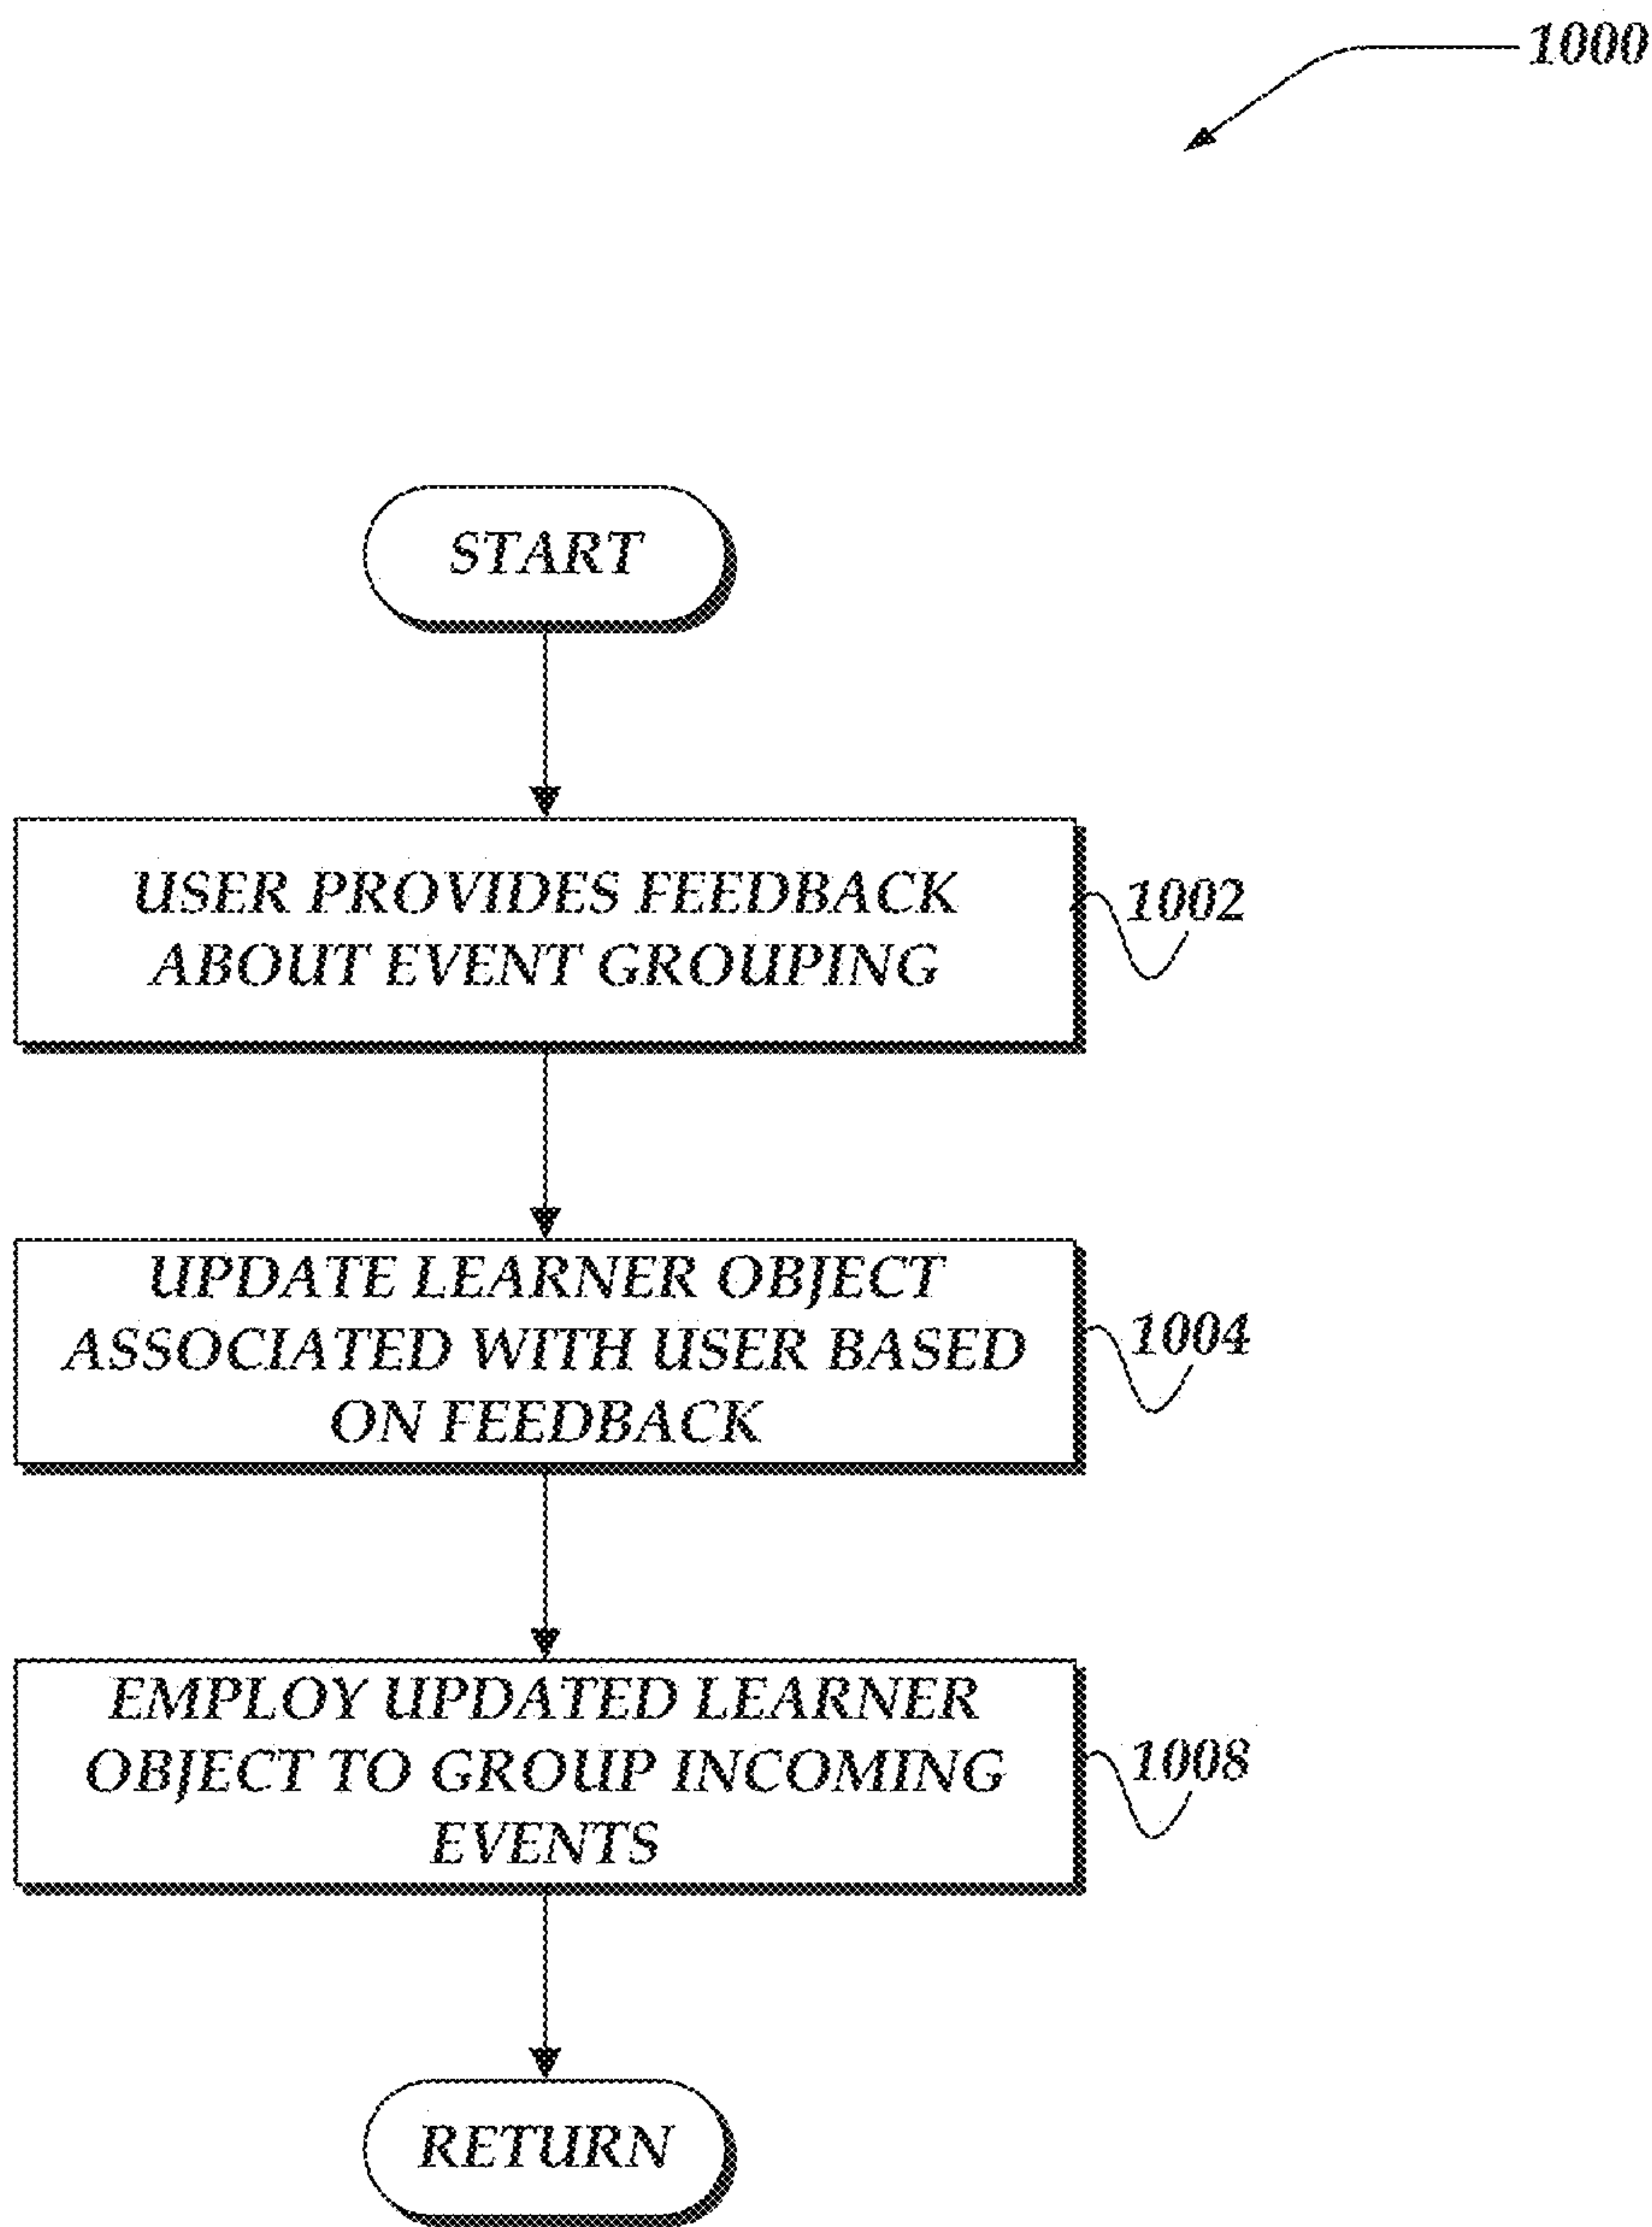 1000
START
USER PROVIDES FEEDBACK
ABOUT EVENT GROUPING
1002
UPDATE LEARNER OBJECT
ASSOCIATED WITH USER BASED
ON FEEDBACK
1004
EMPLOY UPDATED LEARNER
OBJECT TO GROUP INCOMING
EVENTS
1008
RETURN